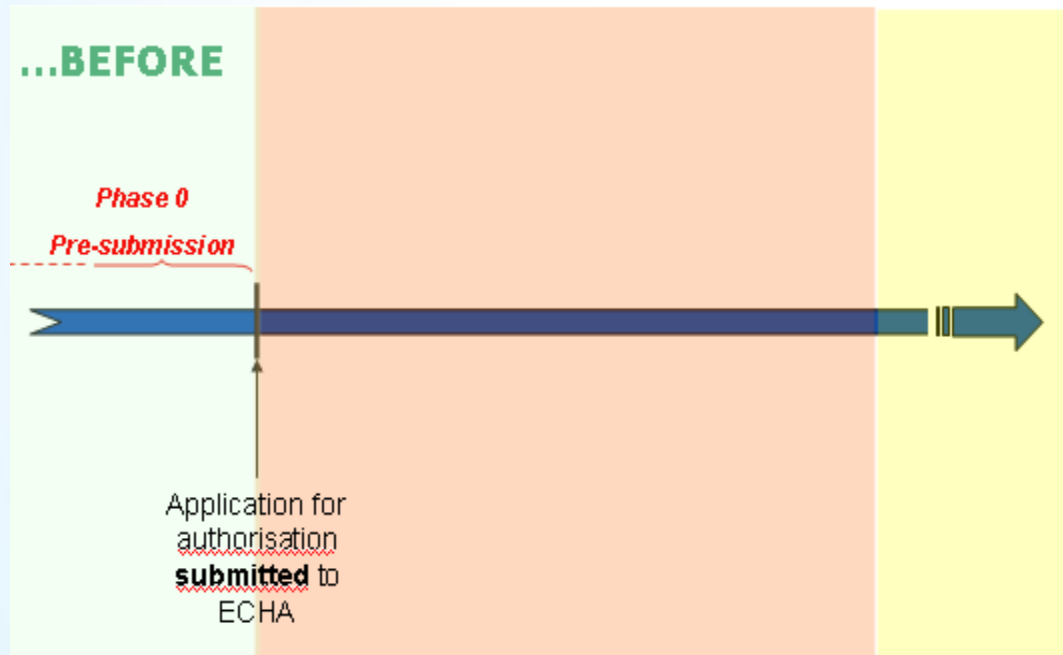 ...BEFORE
Phase 0
Pre-submission
Application for
authorisation
submitted to
ECHA